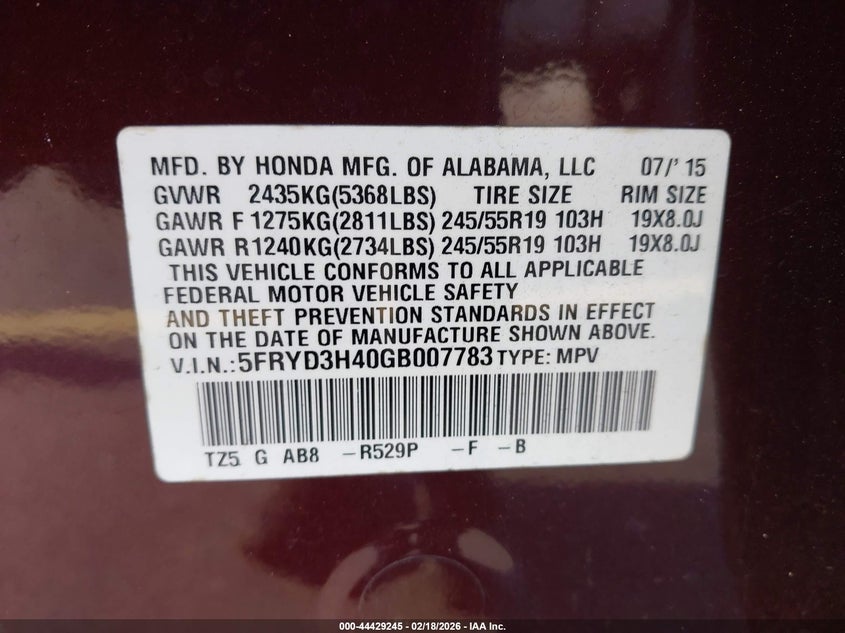 MFD. BY HONDA MFG. OF ALABAMA, LLC 07/'15
GVWR 2435KG(5368LBS) TIRE SIZE RIM SIZE
GAWR F 1275KG(2811LBS) 245/55R19 103H 19X8.0J
GAWR R1240KG(2734LBS) 245/55R19 103H 19X8.0J
THIS VEHICLE CONFORMS TO ALL APPLICABLE
FEDERAL MOTOR VEHICLE SAFETY
AND THEFT PREVENTION STANDARDS IN EFFECT
ON THE DATE OF MANUFACTURE SHOWN ABOVE.
V.I.N.:5FRYD3H40GB007783 TYPE: MPV
TZ5 G AB8 -R529P -F -B
000-44429245 - 02/18/2026 - IAA Inc.